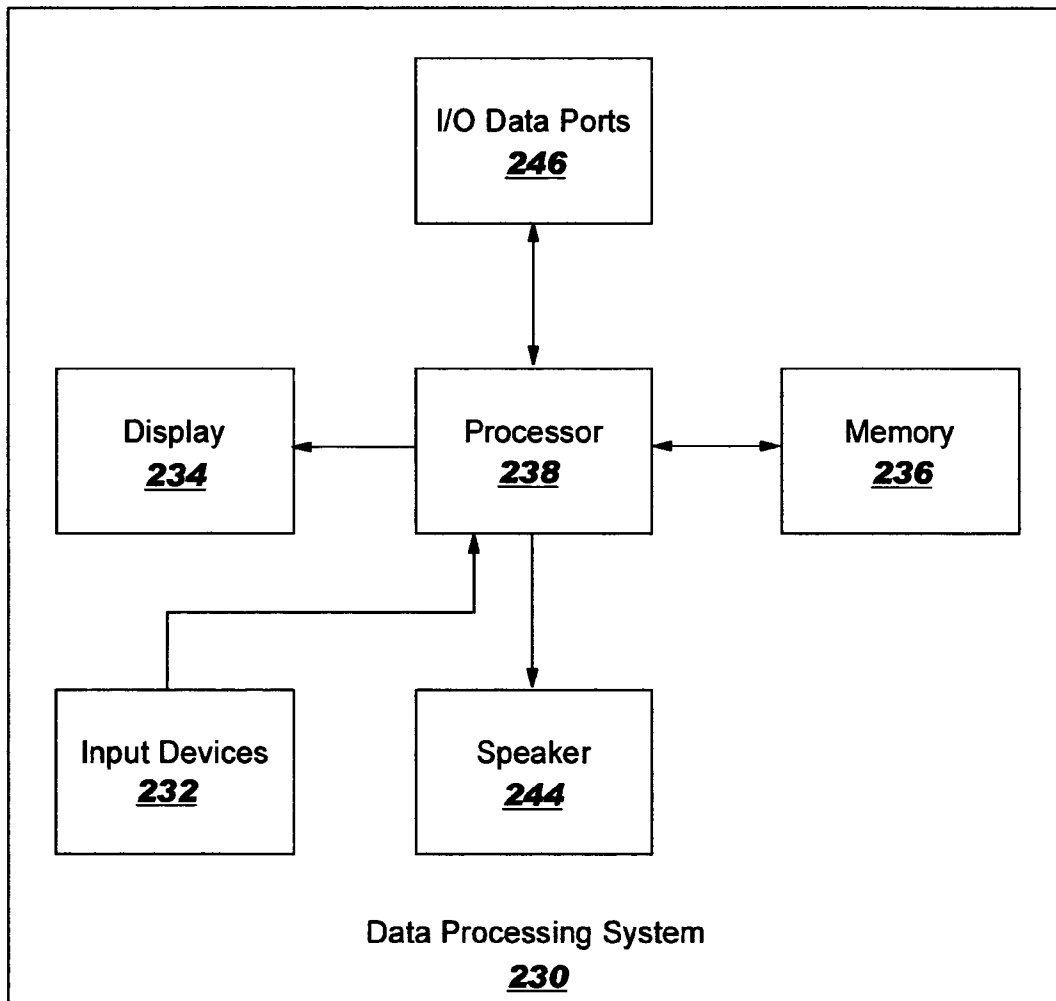 I/O Data Ports
246
Display
234
Processor
238
Memory
236
Input Devices
232
Speaker
244
Data Processing System
230